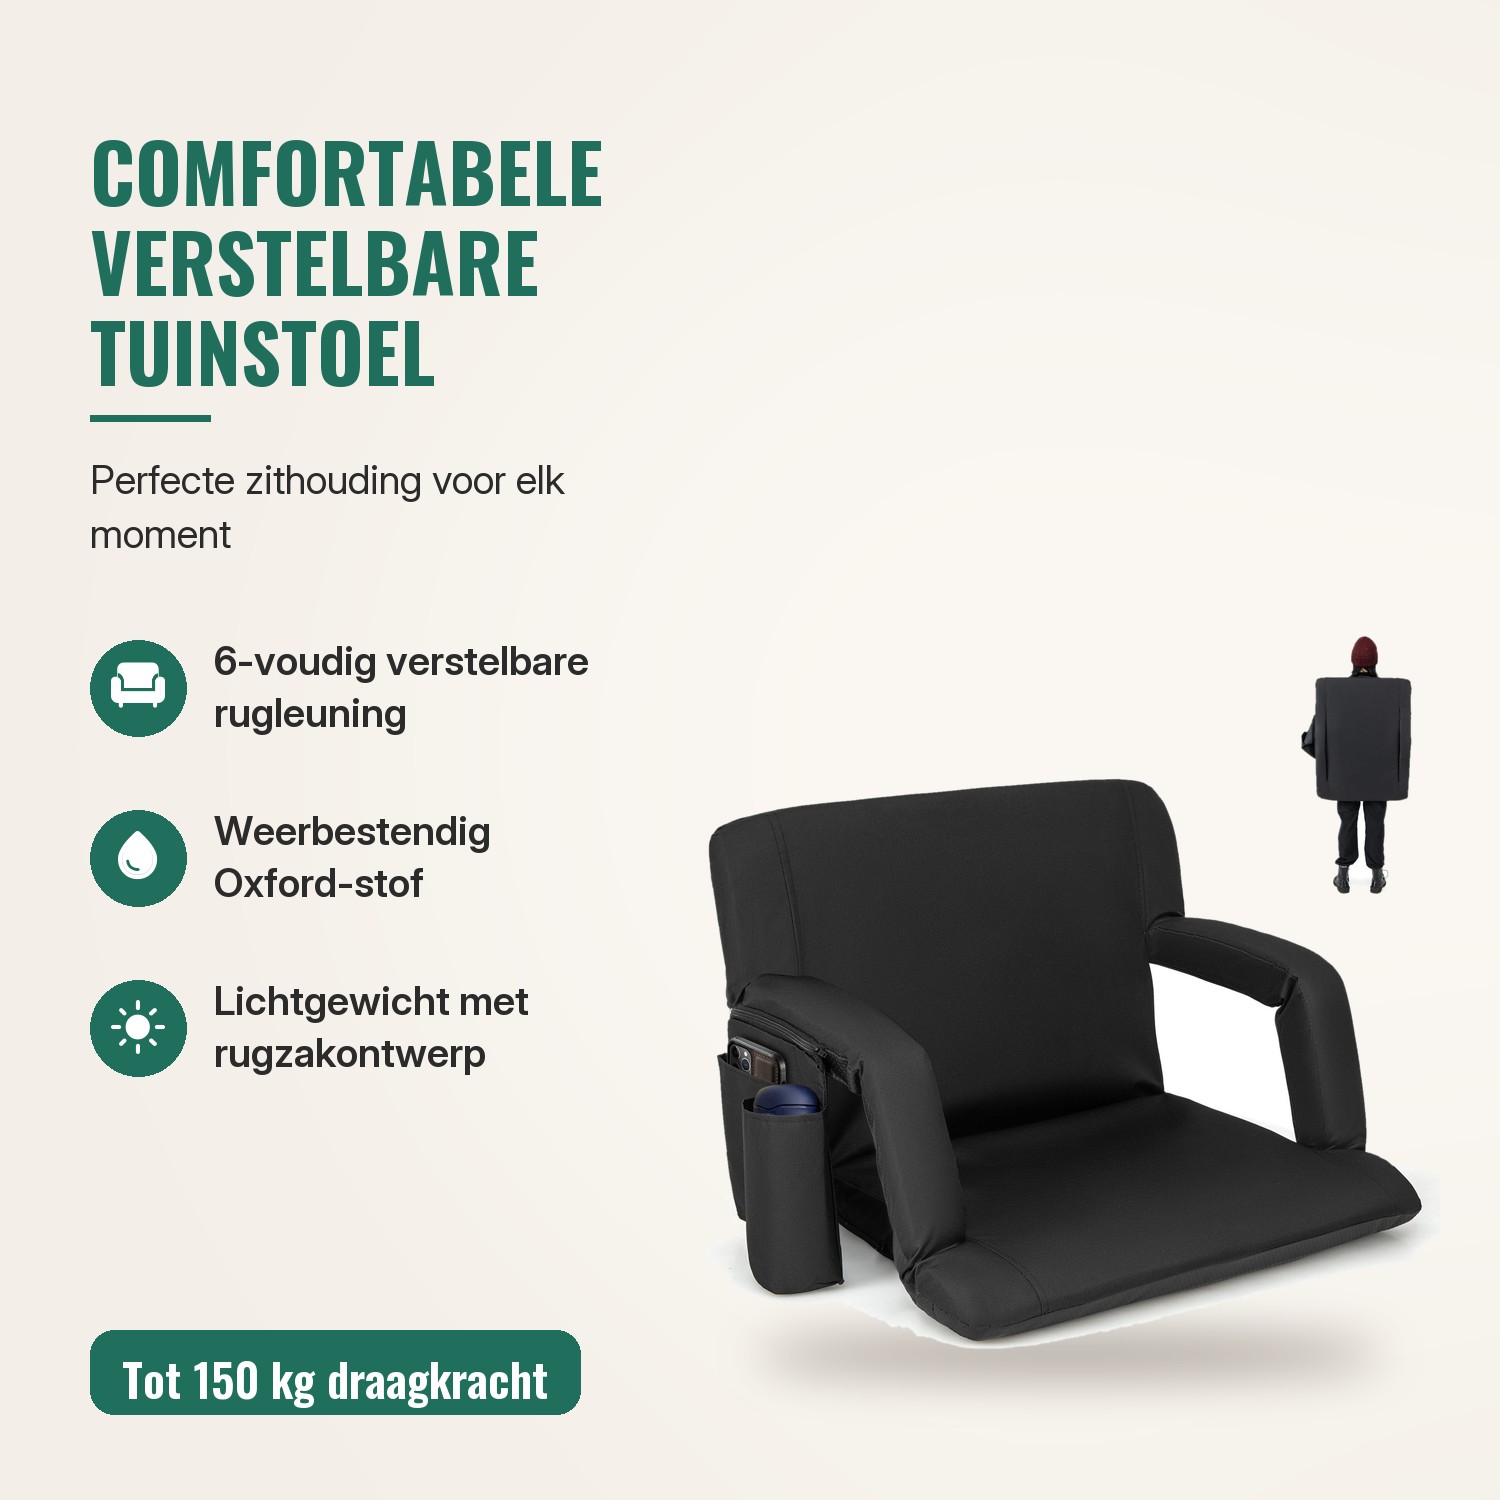 COMFORTABELE
VERSTELBARE
TUINSTOEL
Perfecte zithouding voor elk
moment
6-voudig verstelbare
rugleuning
Weerbestendig
Oxford-stof
Lichtgewicht met
rugzakontwerp
Tot 150 kg draagkracht